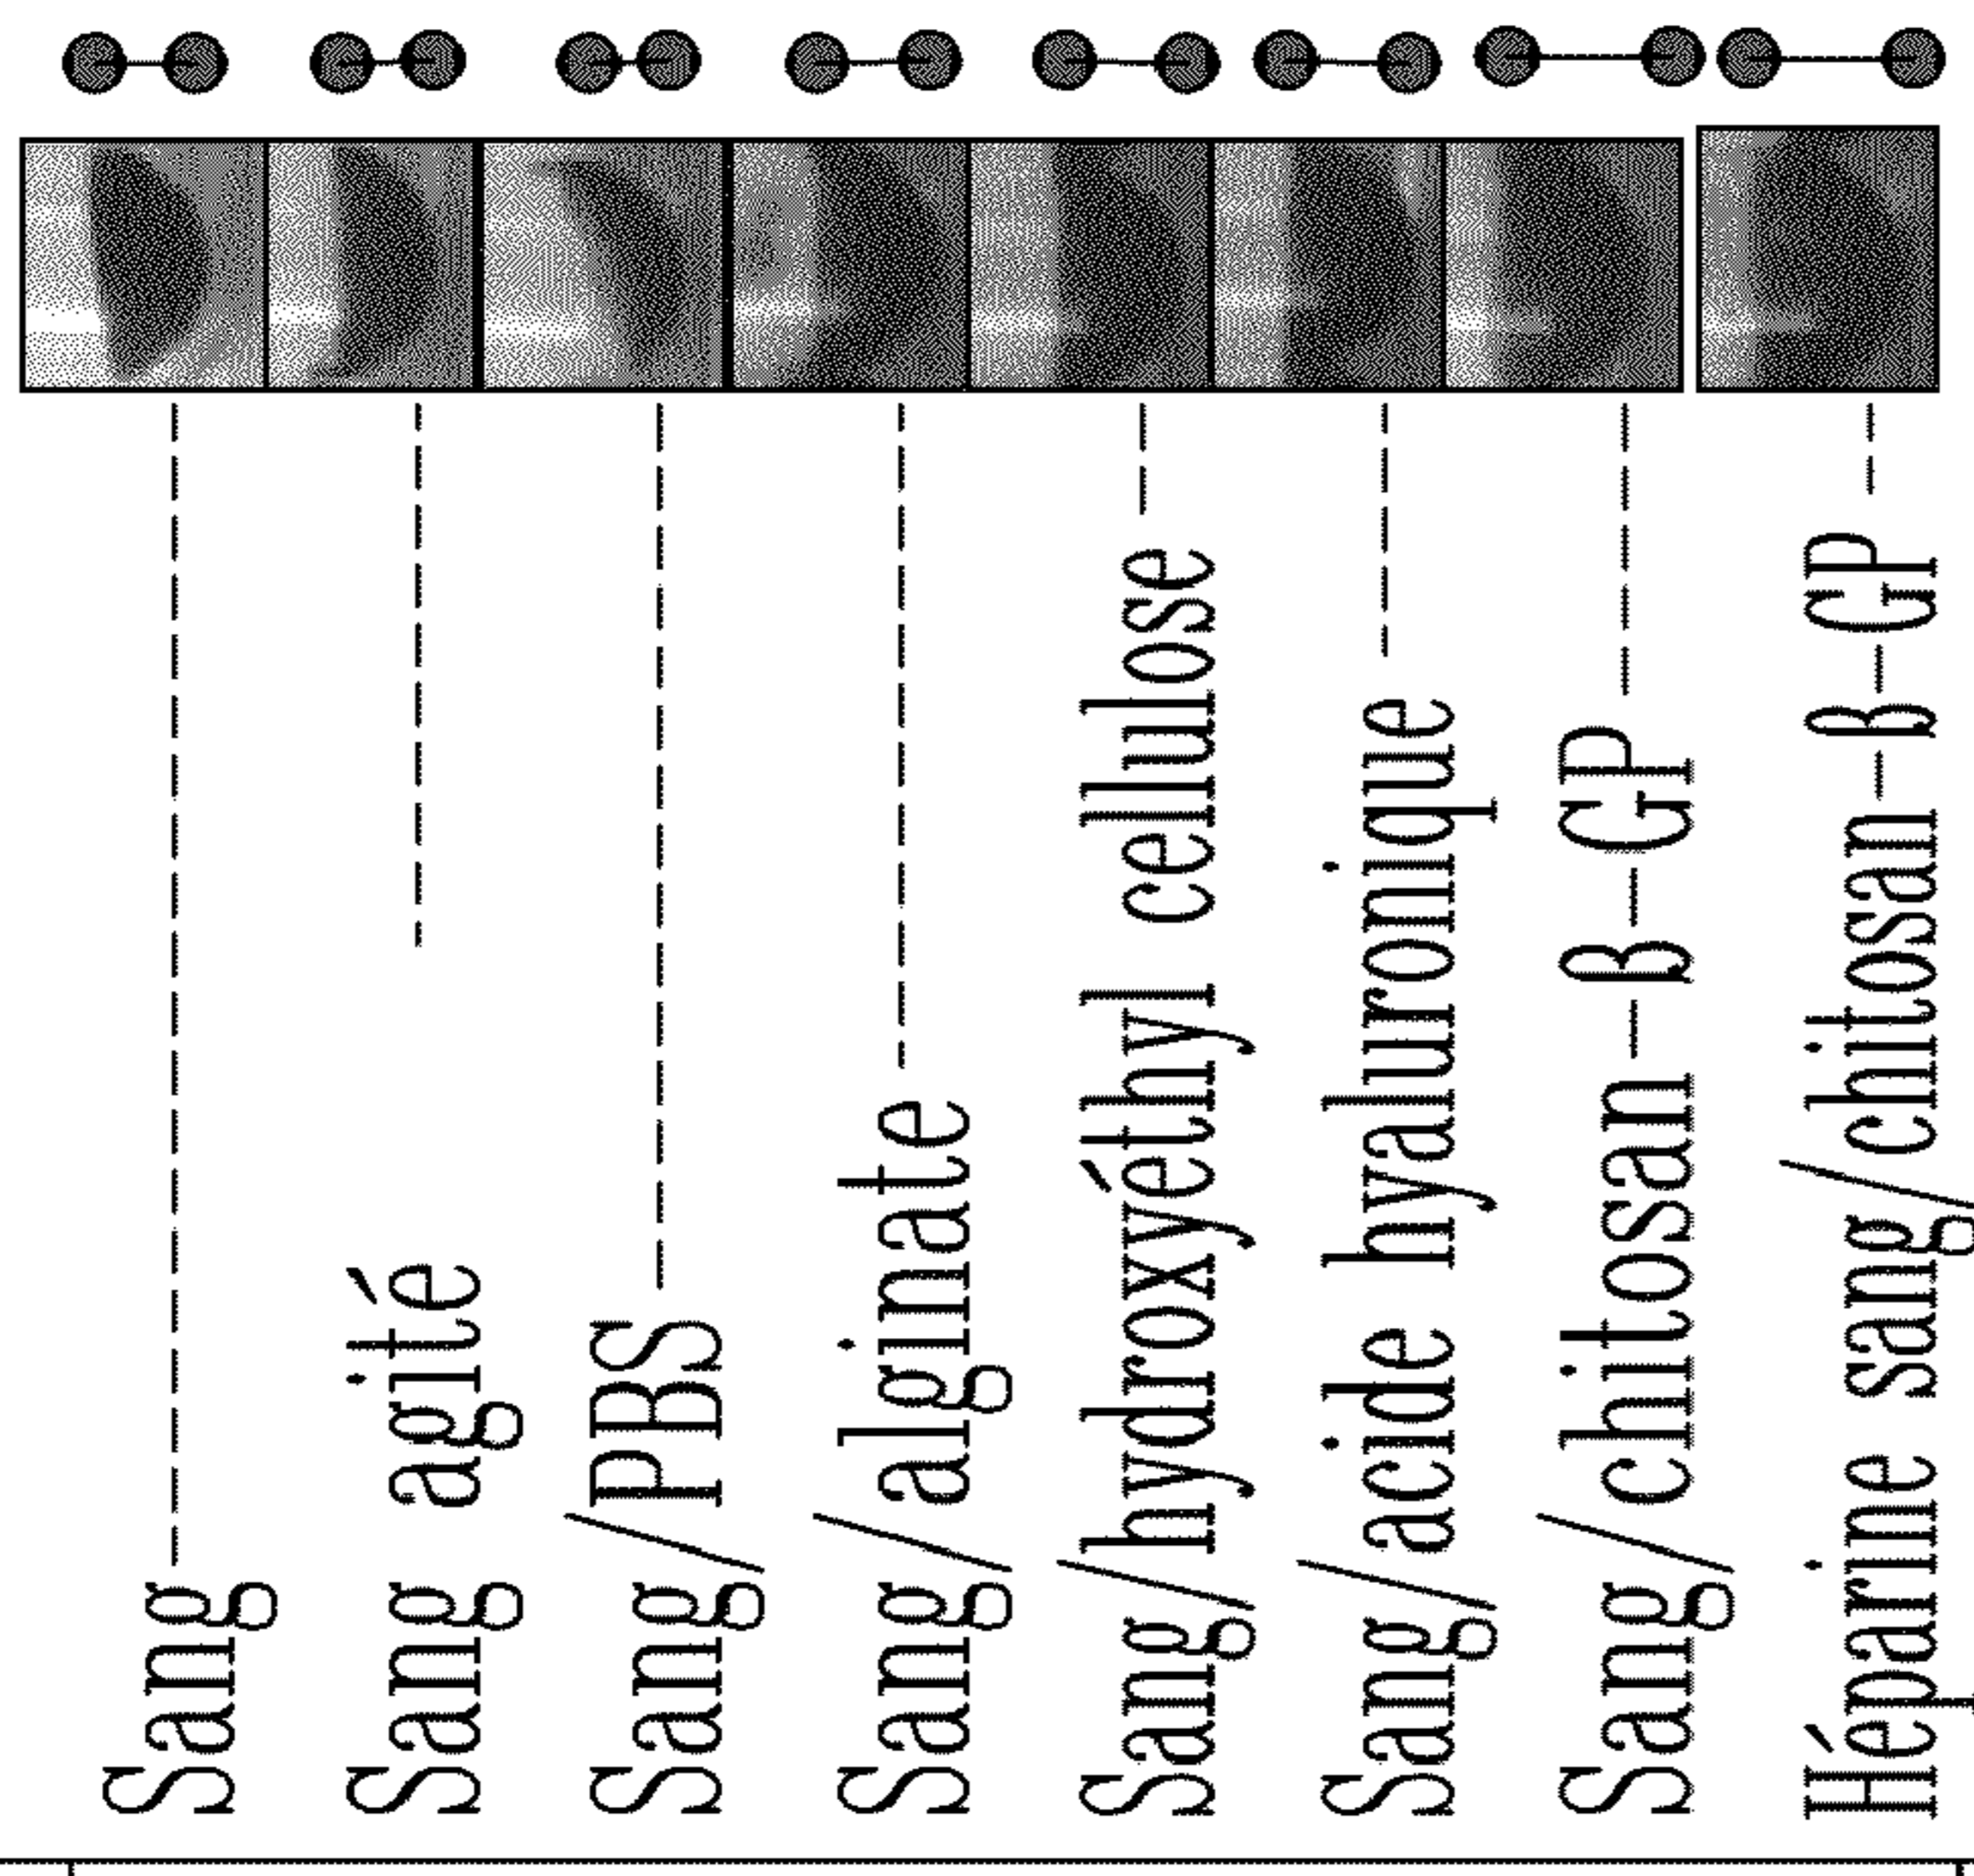 Sang
Sang agité
Sang/PBS
Sang/alginate
Sang/hydroxyéthyl cellulose
Sang/acide hyaluronique
Sang/chitosan-β-GP
Héparine sang/chitosan-β-GP